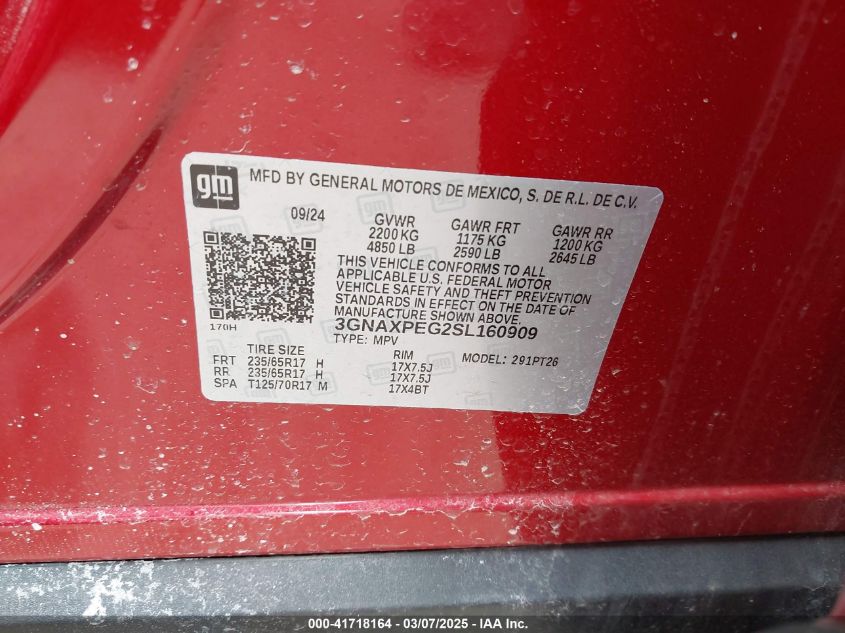 gm MFD BY GENERAL MOTORS DE MEXICO, S. DE R.L. DE C.V.
09/24 GVWR GAWR FRT GAWR RR
2200 KG 1175 KG 1200 KG
4850 LB 2590 LB 2645 LB
THIS VEHICLE CONFORMS TO ALL
APPLICABLE U.S. FEDERAL MOTOR
VEHICLE SAFETY AND THEFT PREVENTION
STANDARDS IN EFFECT ON THE DATE OF
MANUFACTURE SHOWN ABOVE.
170H 3GNAXPEG2SL160909
TYPE: MPV
TIRE SIZE RIM MODEL: 291PT26
FRT 235/65R17 H 17X7.5J
RR 235/65R17 H 17X7.5J
SPA T125/70R17 M 17X4BT
000-41718164 — 03/07/2025 — IAA Inc.